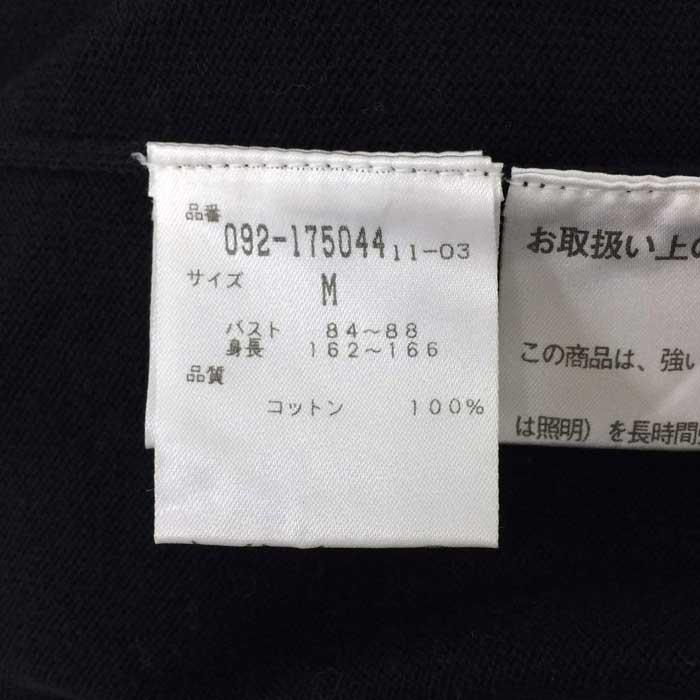 品番
092-175044 11-03
サイズ
M
バスト 84~88
身長 162~166
品質
コットン 100%
お取扱い上の
この商品は、強い
は照明）を長時間